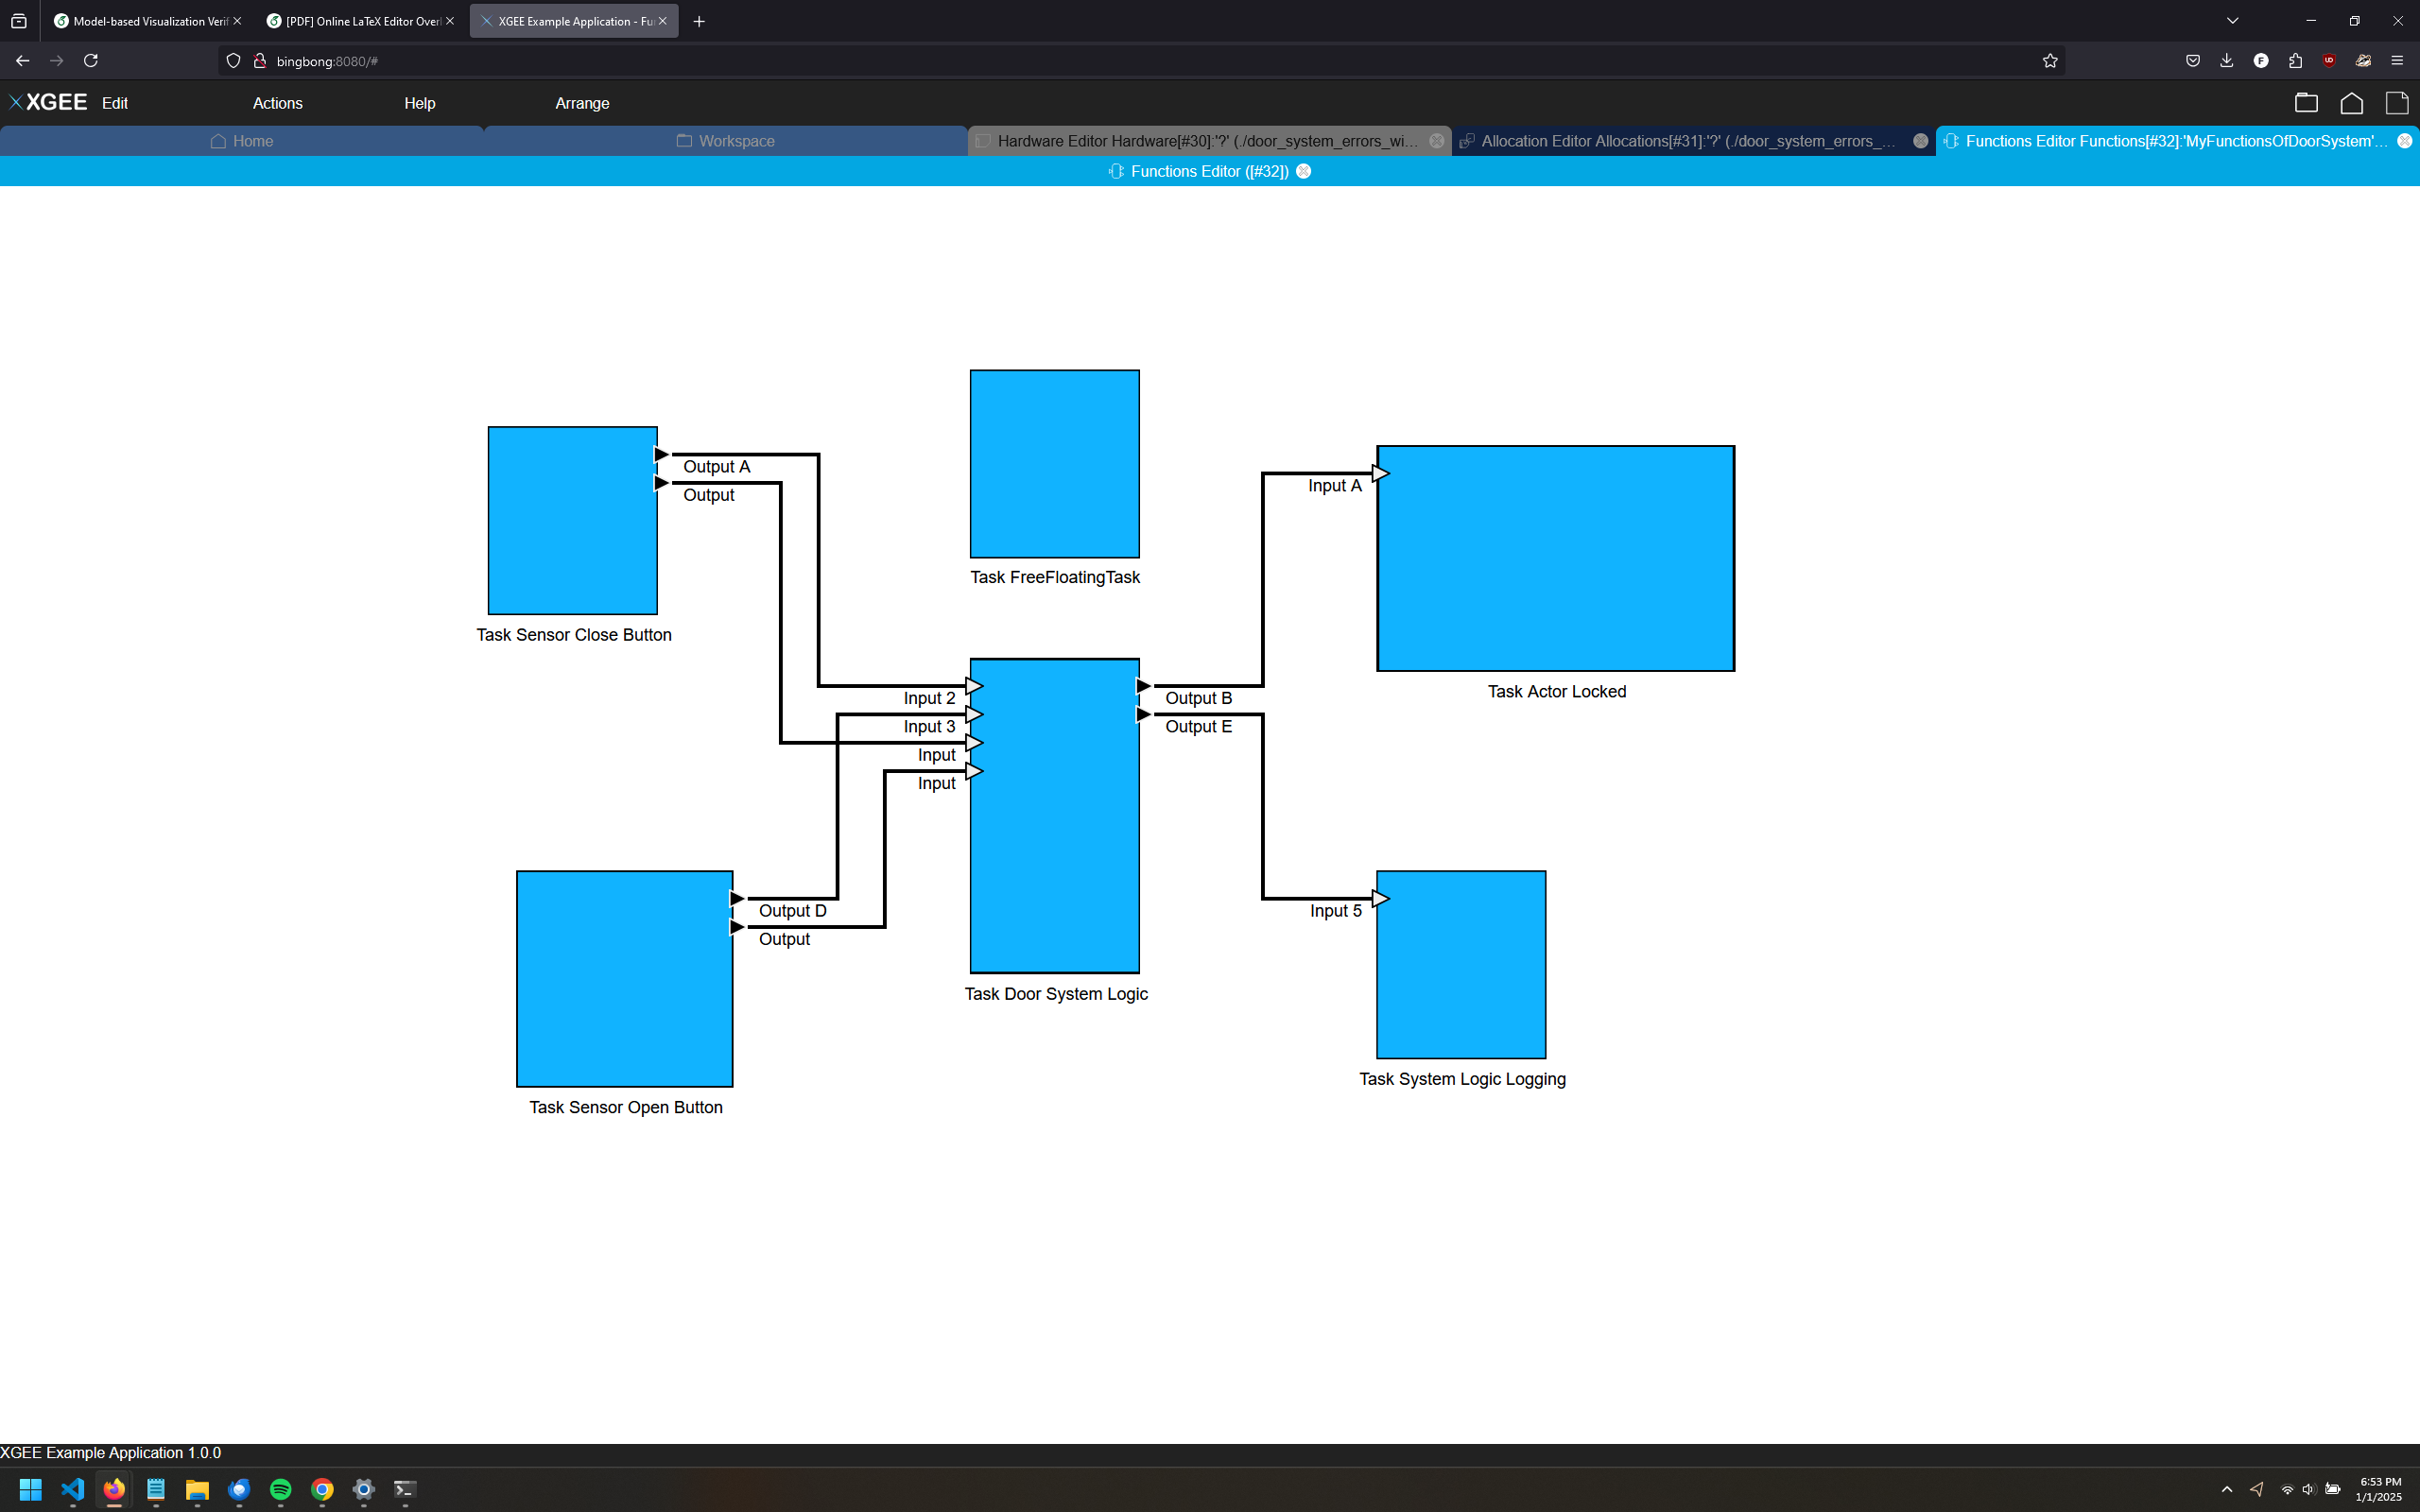 Model-based Visualization Verif
[PDF] Online LaTeX Editor Overl
XGEE Example Application - Fun
bingbong:8080/#
XGEE
Edit
Actions
Help
Arrange
Home
Workspace
Hardware Editor Hardware[#30]:'?' (./door_system_errors_wi...
Allocation Editor Allocations[#31]:'?' (./door_system_errors_...
Functions Editor Functions[#32]:'MyFunctionsOfDoorSystem'...
Functions Editor ([#32])
Output A
Output
Task Sensor Close Button
Task FreeFloatingTask
Input A
Task Actor Locked
Input 2
Input 3
Input
Input
Output B
Output E
Task Door System Logic
Output D
Output
Task Sensor Open Button
Input 5
Task System Logic Logging
XGEE Example Application 1.0.0
6:53 PM
1/1/2025